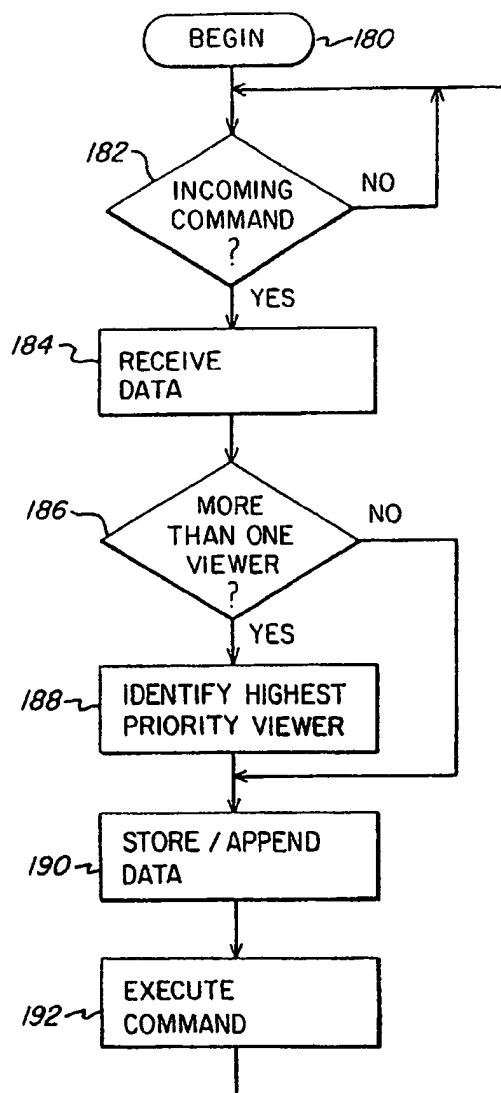 BEGIN
180
182
INCOMING
COMMAND
?
NO
YES
184
RECEIVE
DATA
186
MORE
THAN ONE
VIEWER
?
NO
YES
188
IDENTIFY HIGHEST
PRIORITY VIEWER
190
STORE / APPEND
DATA
192
EXECUTE
COMMAND